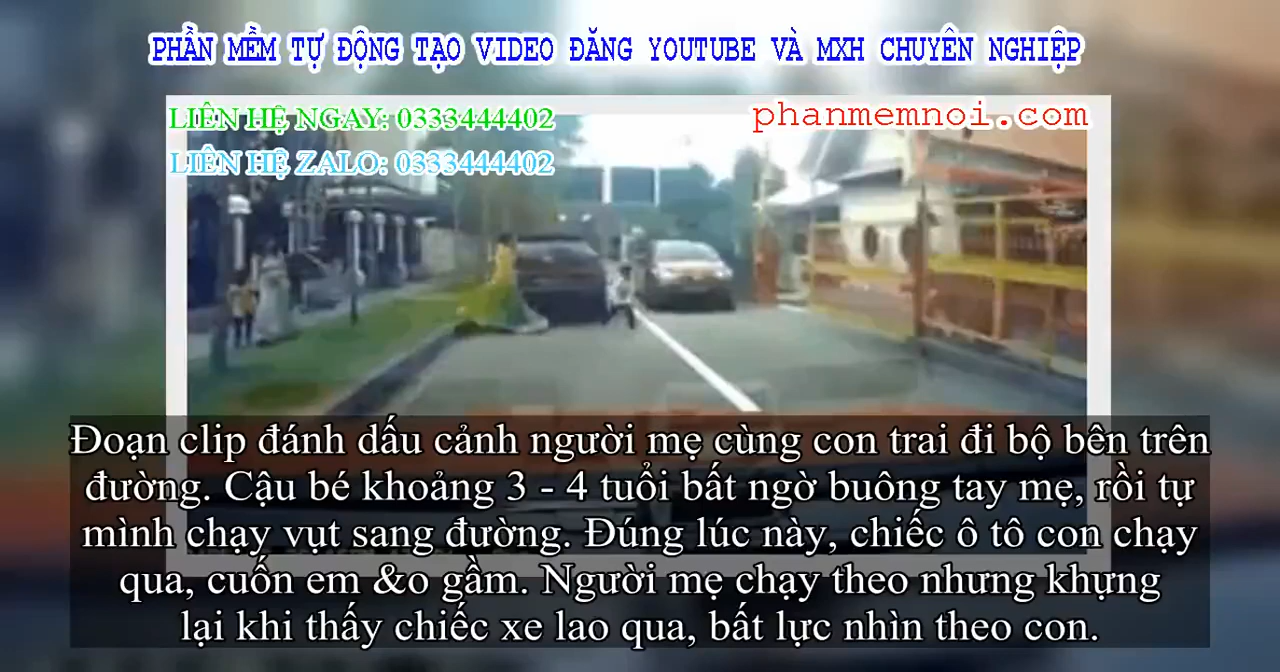 PHẦN MỀM TỰ ĐỘNG TẠO VIDEO ĐĂNG YOUTUBE VÀ MXH CHUYÊN NGHIỆP
LIÊN HỆ NGAY: 0333444402
phanmemnoi.com
LIÊN HỆ ZALO: 0333444402
Đoạn clip đánh dấu cảnh người mẹ cùng con trai đi bộ bên trên
đường. Cậu bé khoảng 3 - 4 tuổi bất ngờ buông tay mẹ, rồi tự
mình chạy vụt sang đường. Đúng lúc này, chiếc ô tô con chạy
qua, cuốn em &o gầm. Người mẹ chạy theo nhưng khựng
lại khi thấy chiếc xe lao qua, bất lực nhìn theo con.